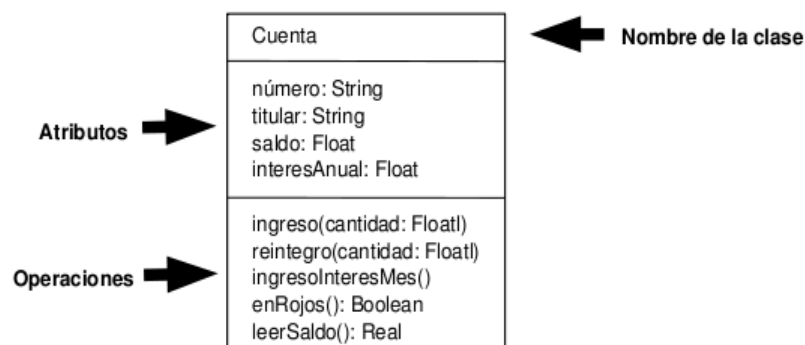 Cuenta
Nombre de la clase
número: String
titular: String
saldo: Float
interesAnual: Float
Atributos
ingreso(cantidad: Floatl)
reintegro(cantidad: Floatl)
ingresoInteresMes()
enRojos(): Boolean
leerSaldo(): Real
Operaciones